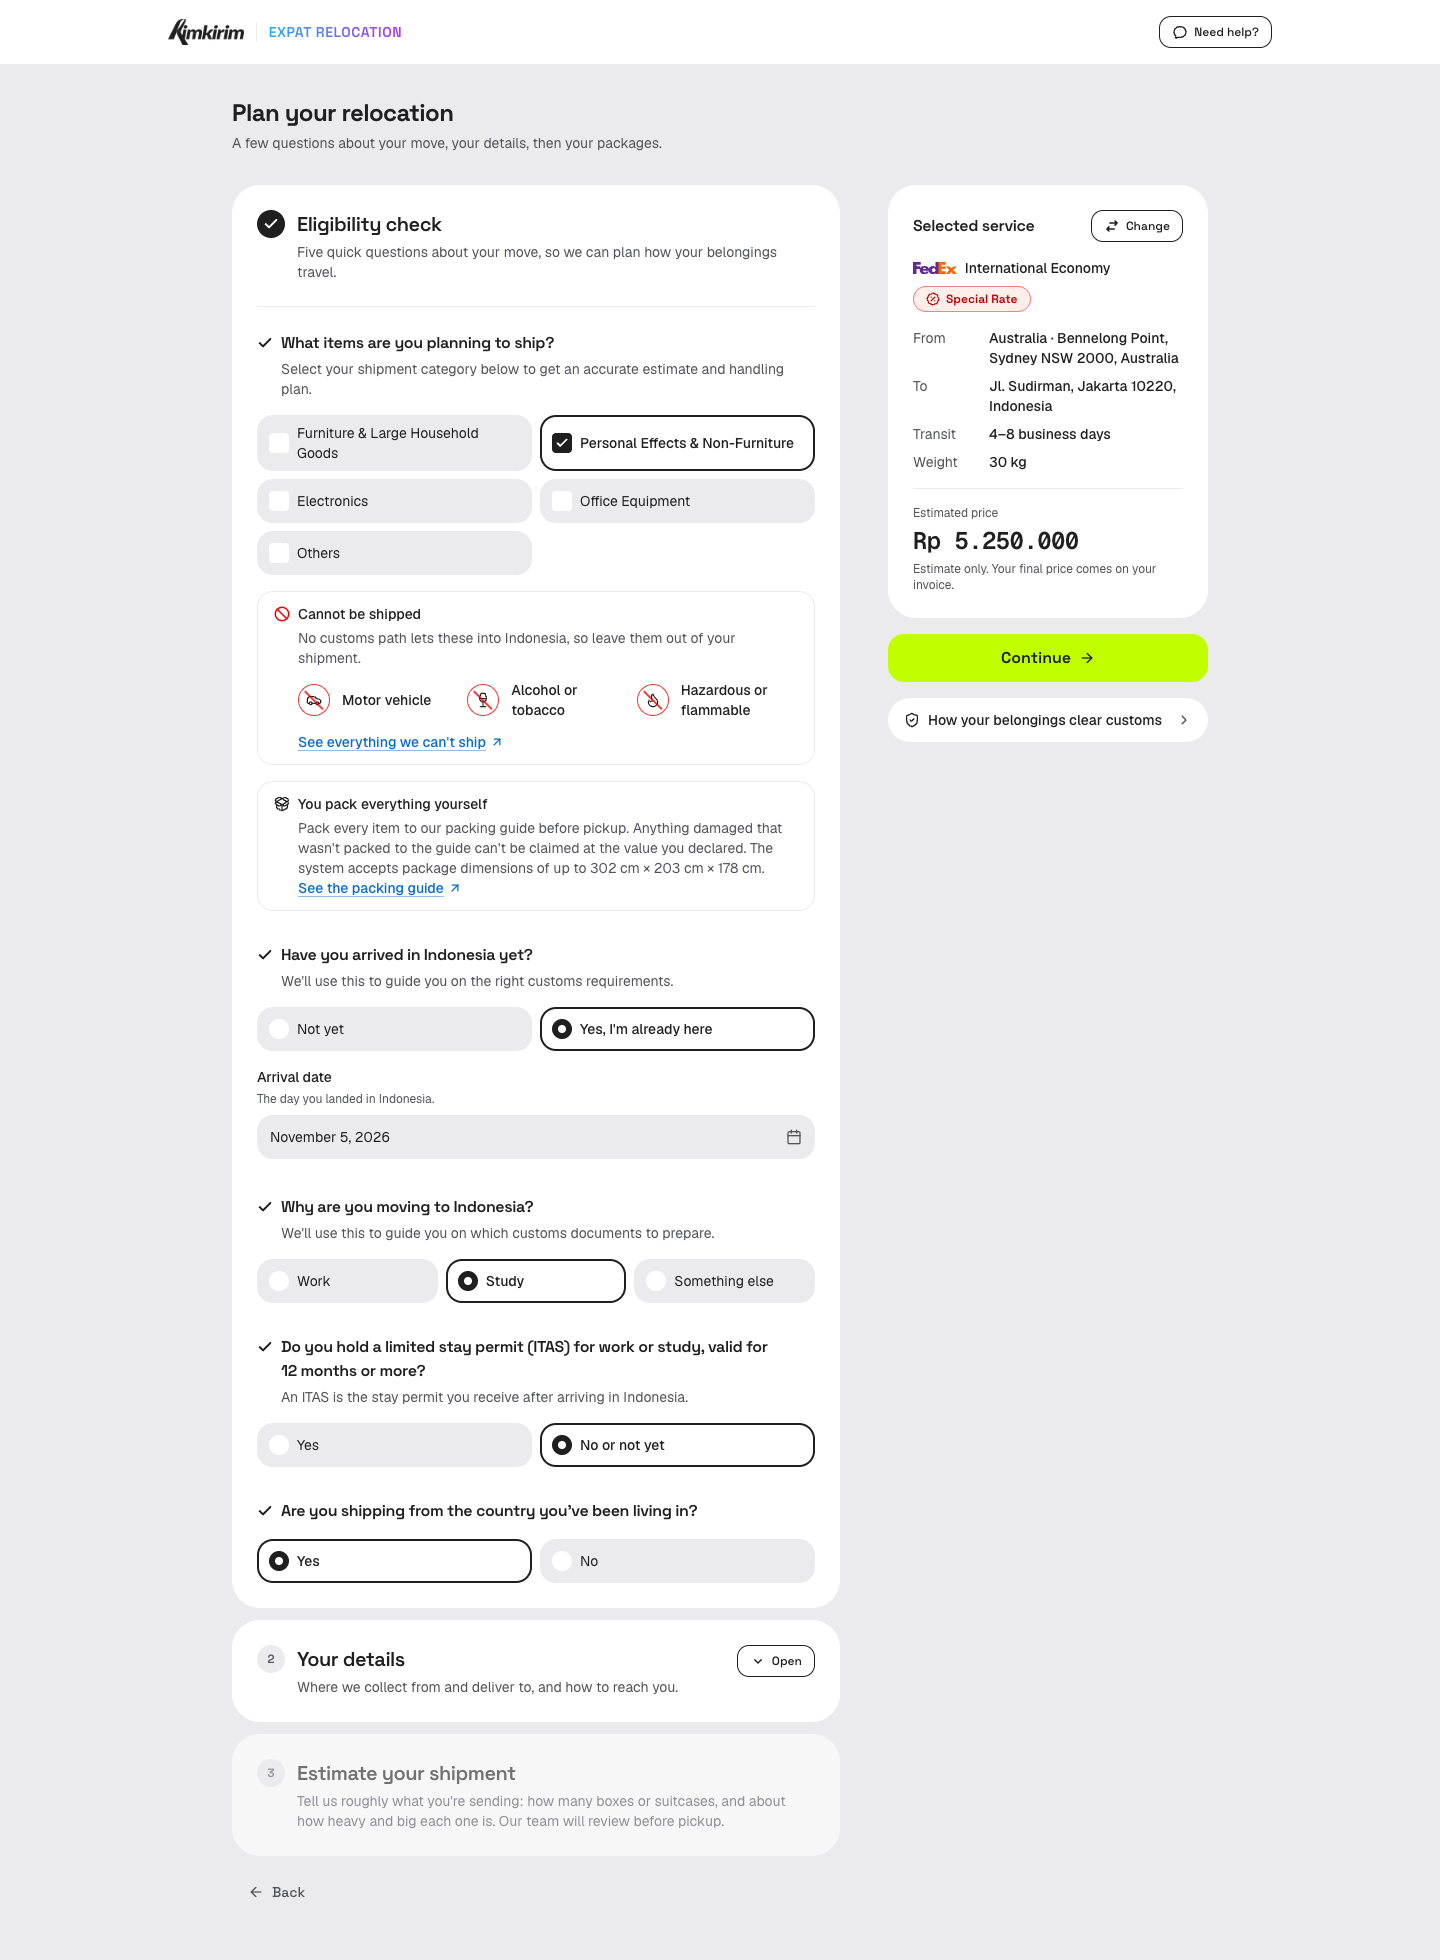 Kimkirim
EXPAT RELOCATION
Need help?
Plan your relocation
A few questions about your move, your details, then your packages.
Eligibility check
Five quick questions about your move, so we can plan how your belongings
travel.
What items are you planning to ship?
Select your shipment category below to get an accurate estimate and handling
plan.
Furniture & Large Household
Goods
Personal Effects & Non-Furniture
Electronics
Office Equipment
Others
Cannot be shipped
No customs path lets these into Indonesia, so leave them out of your
shipment.
Motor vehicle
Alcohol or
tobacco
Hazardous or
flammable
See everything we can't ship
You pack everything yourself
Pack every item to our packing guide before pickup. Anything damaged that
wasn't packed to the guide can't be claimed at the value you declared. The
system accepts package dimensions of up to 302 cm × 203 cm × 178 cm.
See the packing guide
Have you arrived in Indonesia yet?
We'll use this to guide you on the right customs requirements.
Not yet
Yes, I'm already here
Arrival date
The day you landed in Indonesia.
November 5, 2026
Why are you moving to Indonesia?
We'll use this to guide you on which customs documents to prepare.
Work
Study
Something else
Do you hold a limited stay permit (ITAS) for work or study, valid for
12 months or more?
An ITAS is the stay permit you receive after arriving in Indonesia.
Yes
No or not yet
Are you shipping from the country you've been living in?
Yes
No
2
Your details
Where we collect from and deliver to, and how to reach you.
Open
3
Estimate your shipment
Tell us roughly what you're sending: how many boxes or suitcases, and about
how heavy and big each one is. Our team will review before pickup.
Back
Selected service
Change
FedEx International Economy
Special Rate
From
Australia · Bennelong Point,
Sydney NSW 2000, Australia
To
Jl. Sudirman, Jakarta 10220,
Indonesia
Transit
4–8 business days
Weight
30 kg
Estimated price
Rp 5.250.000
Estimate only. Your final price comes on your
invoice.
Continue
How your belongings clear customs